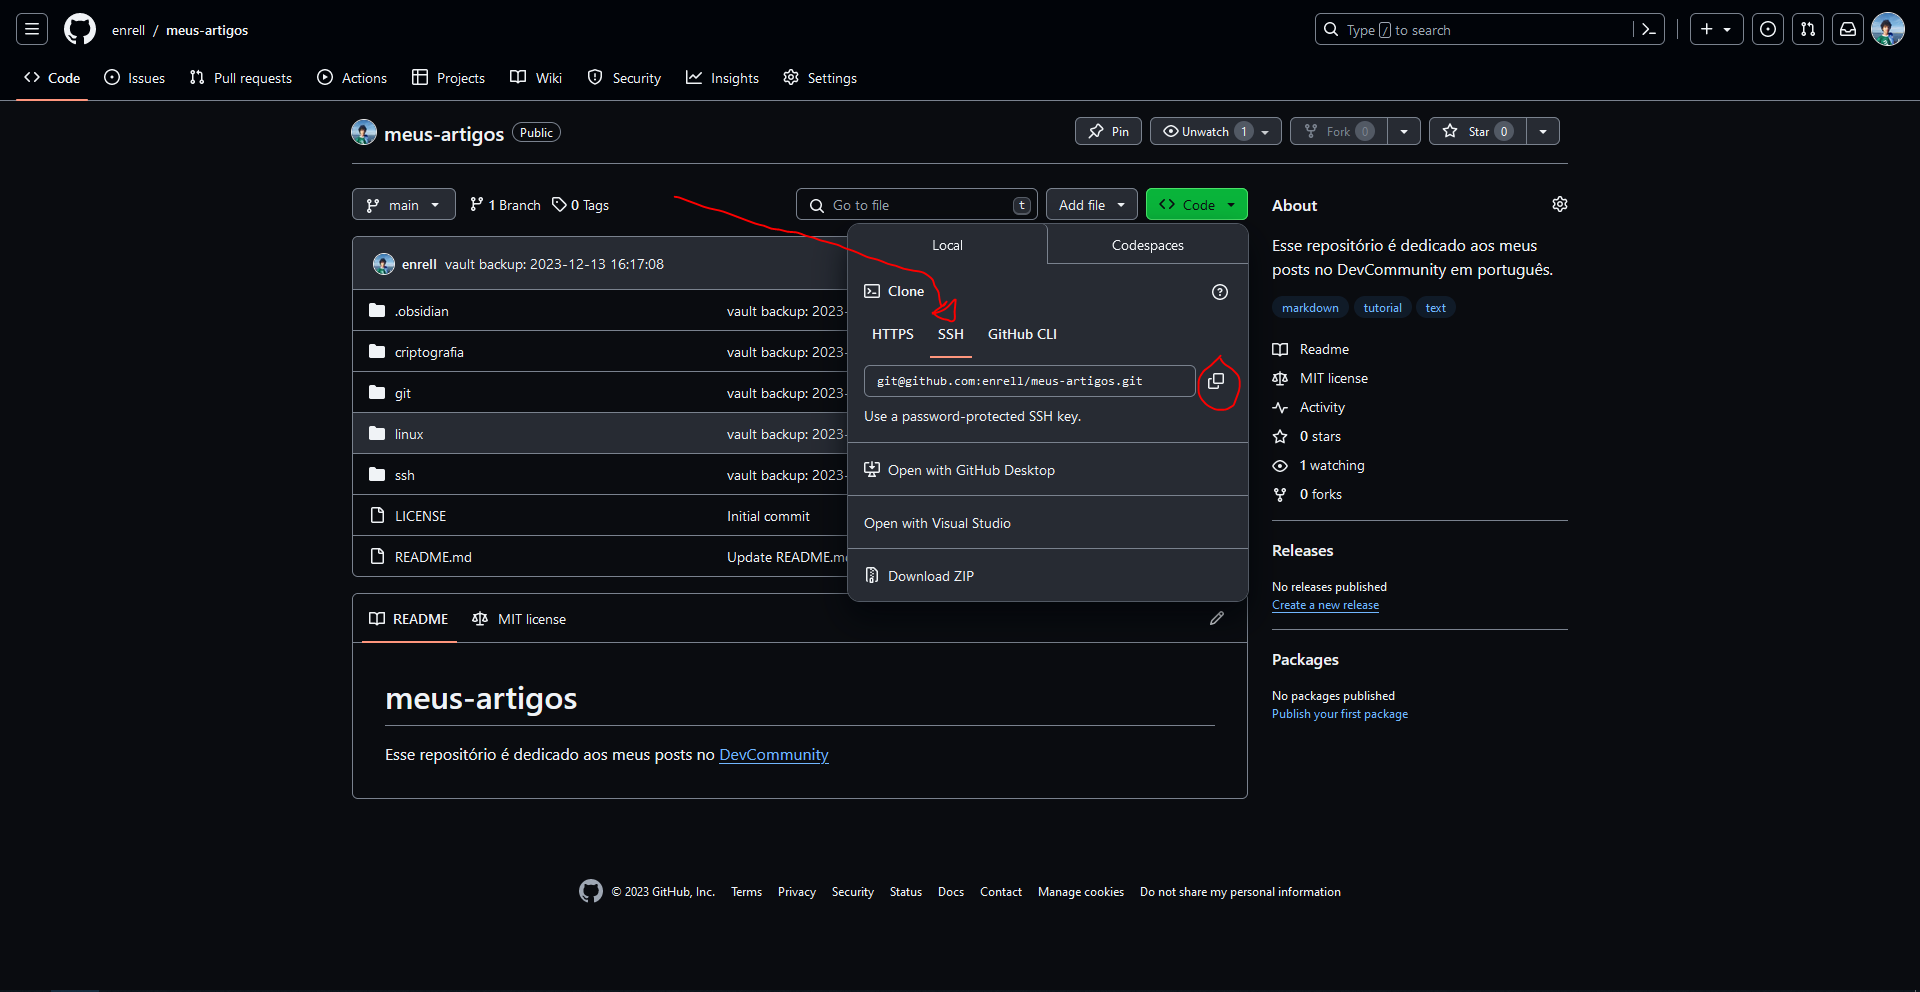 enrell / meus-artigos
Type / to search
Code
Issues
Pull requests
Actions
Projects
Wiki
Security
Insights
Settings
meus-artigos Public
Pin
Unwatch 1
Fork 0
Star 0
main
1 Branch
0 Tags
Go to file t
Add file
Code
Local
Codespaces
Clone
HTTPS
SSH
GitHub CLI
git@github.com:enrell/meus-artigos.git
Use a password-protected SSH key.
Open with GitHub Desktop
Open with Visual Studio
Download ZIP
enrell vault backup: 2023-12-13 16:17:08
.obsidian vault backup: 2023-
criptografia vault backup: 2023-
git vault backup: 2023-
linux vault backup: 2023-
ssh vault backup: 2023-
LICENSE Initial commit
README.md Update README.m
README
MIT license
meus-artigos
Esse repositório é dedicado aos meus posts no DevCommunity
About
Esse repositório é dedicado aos meus
posts no DevCommunity em português.
markdown tutorial text
Readme
MIT license
Activity
0 stars
1 watching
0 forks
Releases
No releases published
Create a new release
Packages
No packages published
Publish your first package
© 2023 GitHub, Inc. Terms Privacy Security Status Docs Contact Manage cookies Do not share my personal information